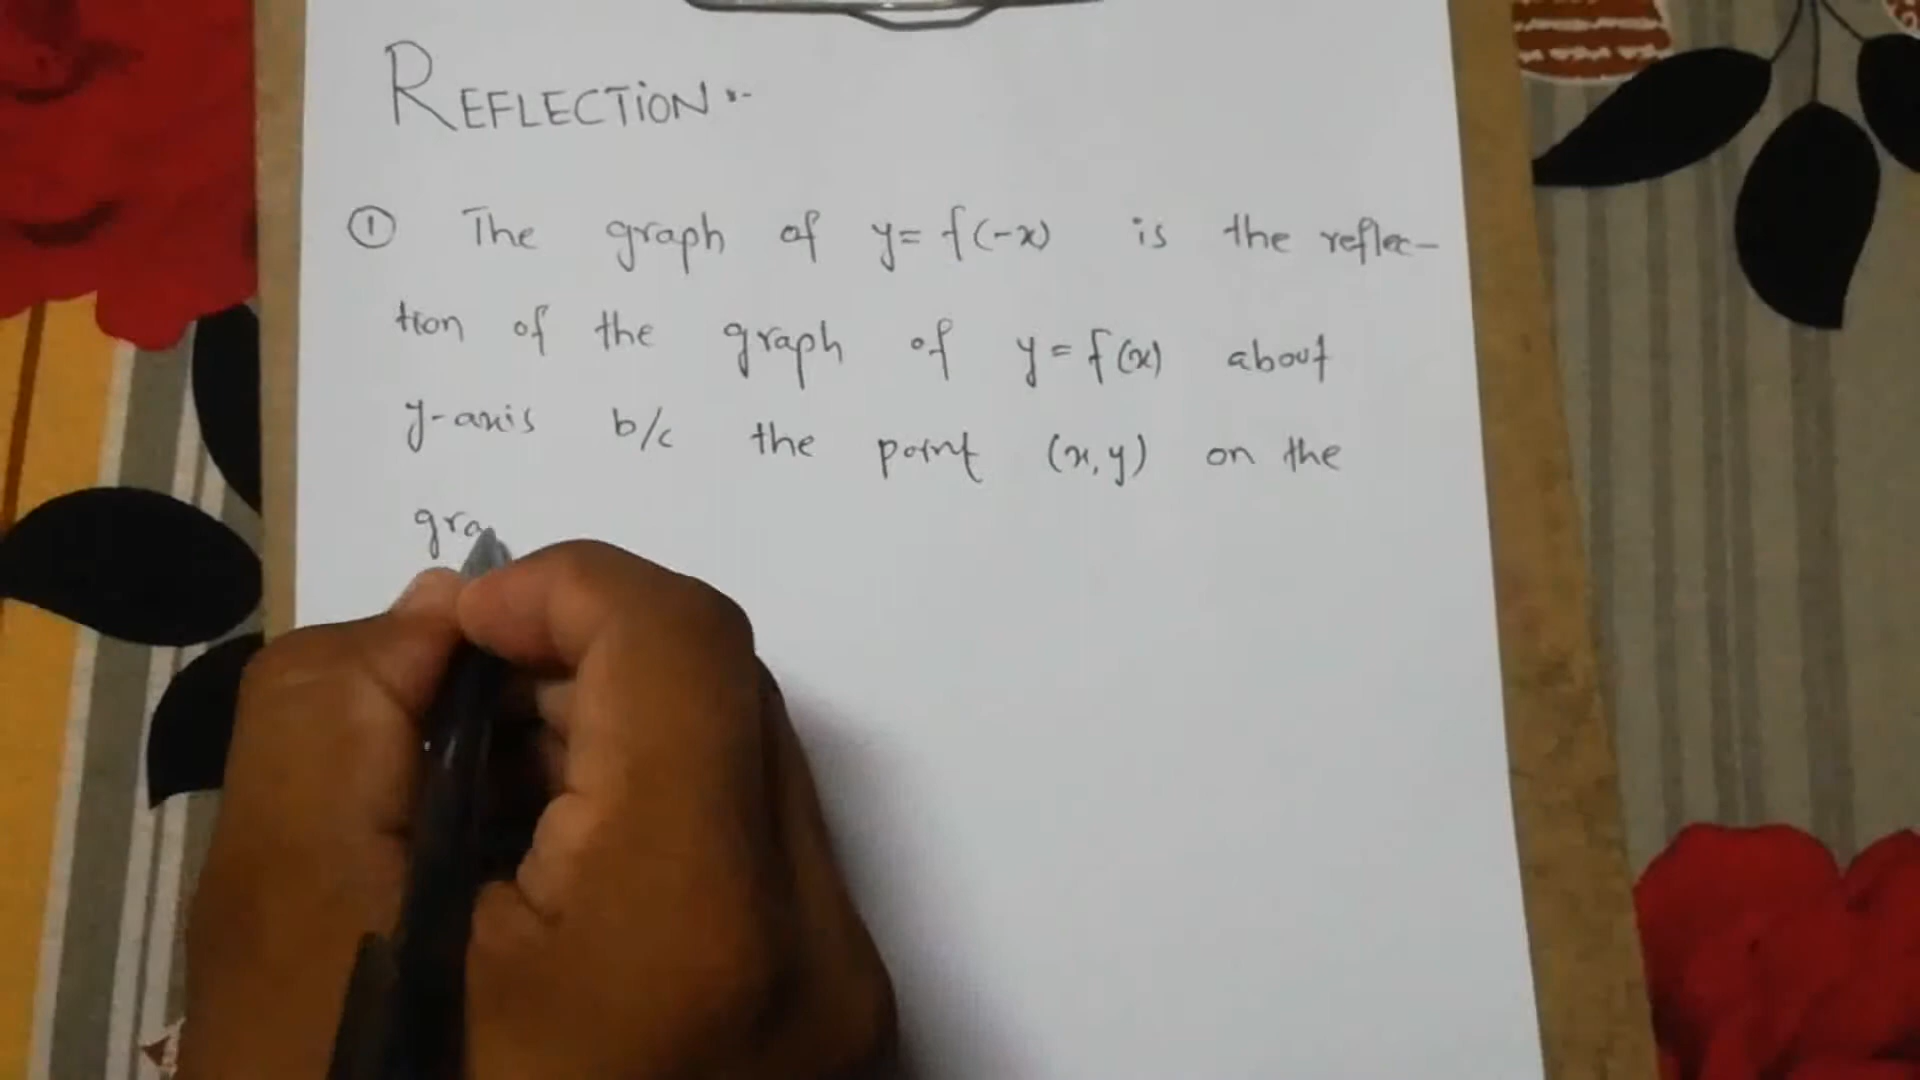 REFLECTION :-
① The graph of y = f(-x) is the reflec-
tion of the graph of y = f(x) about
y-axis b/c the point (x, y) on the
gra